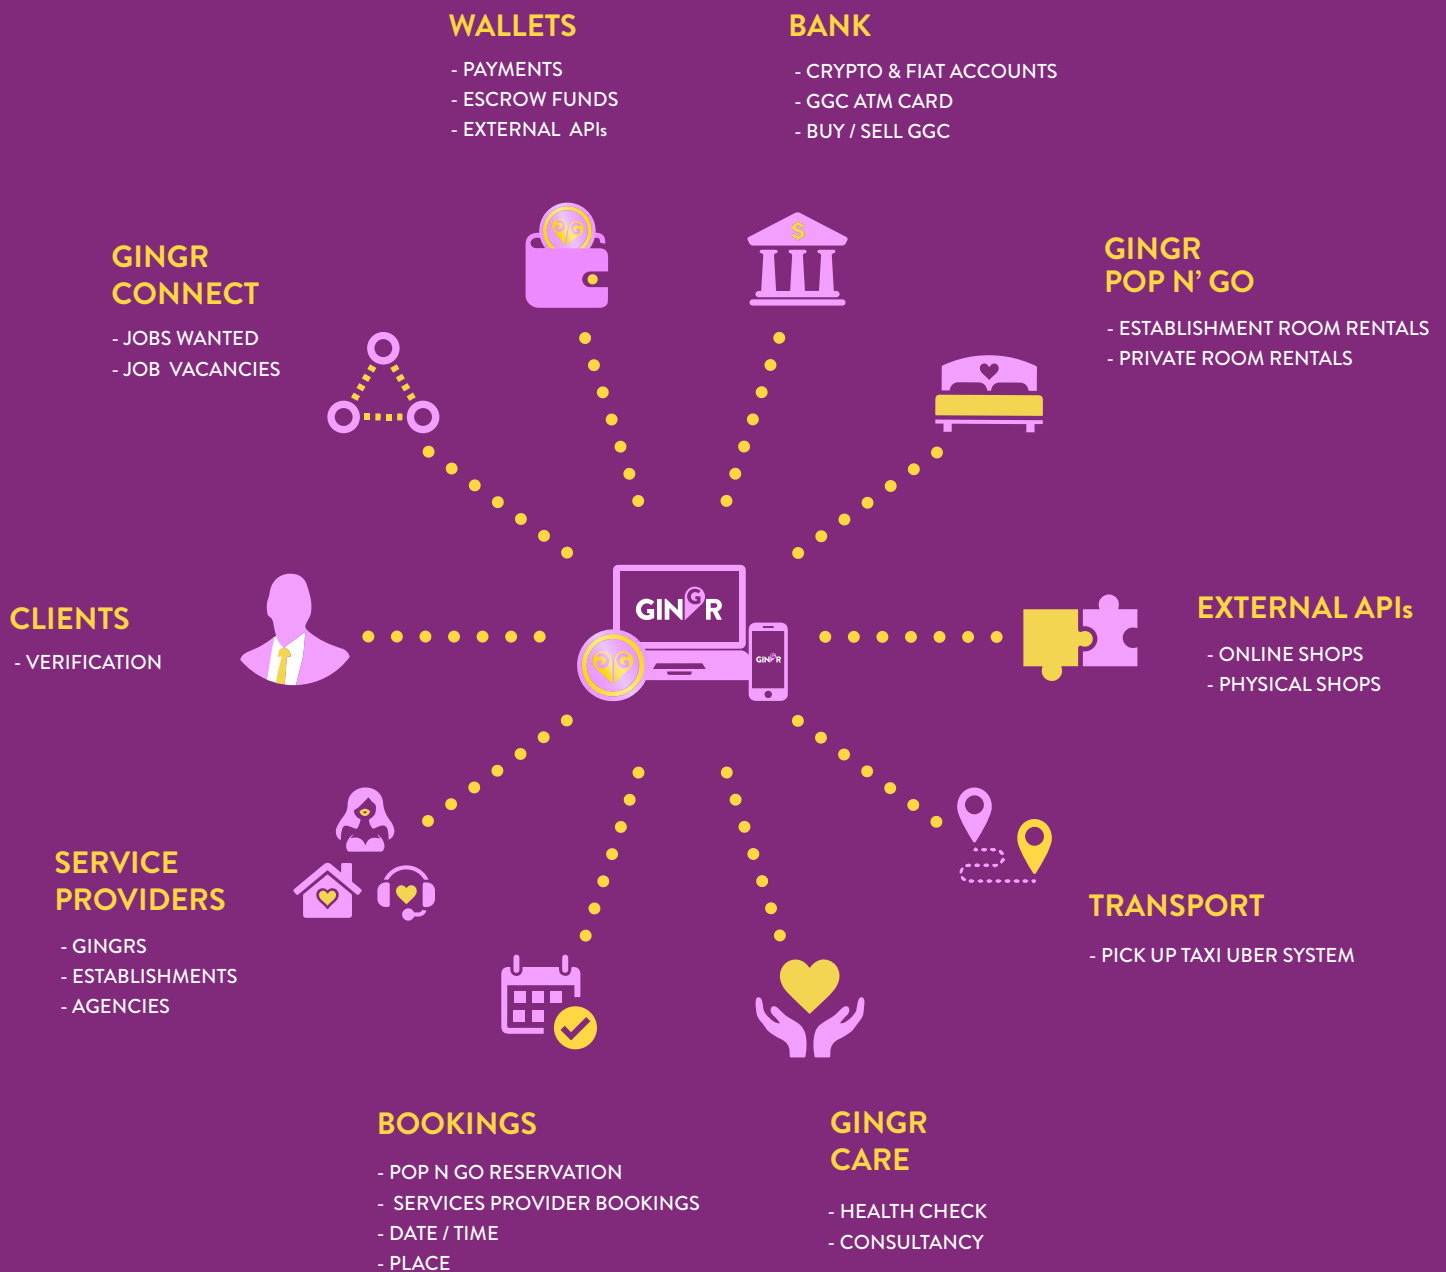 WALLETS
- PAYMENTS
- ESCROW FUNDS
- EXTERNAL APIs
BANK
- CRYPTO & FIAT ACCOUNTS
- GGC ATM CARD
- BUY / SELL GGC
GINGR
CONNECT
- JOBS WANTED
- JOB VACANCIES
$
GINGR
POP N’ GO
- ESTABLISHMENT ROOM RENTALS
- PRIVATE ROOM RENTALS
CLIENTS
- VERIFICATION
GINGR
GINGR
EXTERNAL APIs
- ONLINE SHOPS
- PHYSICAL SHOPS
SERVICE
PROVIDERS
- GINGRS
- ESTABLISHMENTS
- AGENCIES
TRANSPORT
- PICK UP TAXI UBER SYSTEM
BOOKINGS
- POP N GO RESERVATION
- SERVICES PROVIDER BOOKINGS
- DATE / TIME
- PLACE
GINGR
CARE
- HEALTH CHECK
- CONSULTANCY